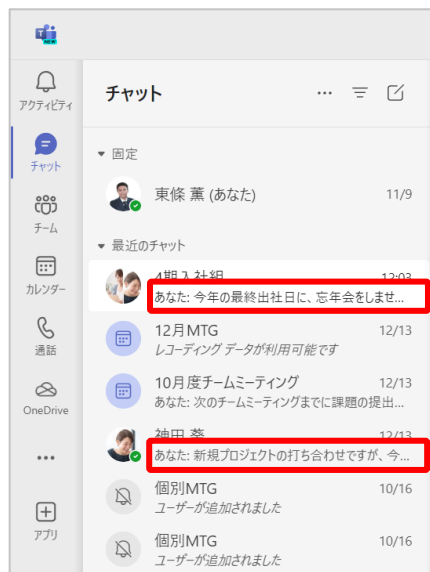 NEW
アクティビティ
チャット
チーム
カレンダー
通話
OneDrive
アプリ
チャット
固定
東條 薫 (あなた) 11/9
最近のチャット
4期入社組 12:03
あなた: 今年の最終出社日に、忘年会をしませ...
12月MTG 12/13
レコーディング データが利用可能です
10月度チームミーティング 12/13
あなた: 次のチームミーティングまでに課題の提出...
神田 葵 12/13
あなた: 新規プロジェクトの打ち合わせですが、今...
個別MTG 10/16
ユーザーが追加されました
個別MTG 10/16
ユーザーが追加されました